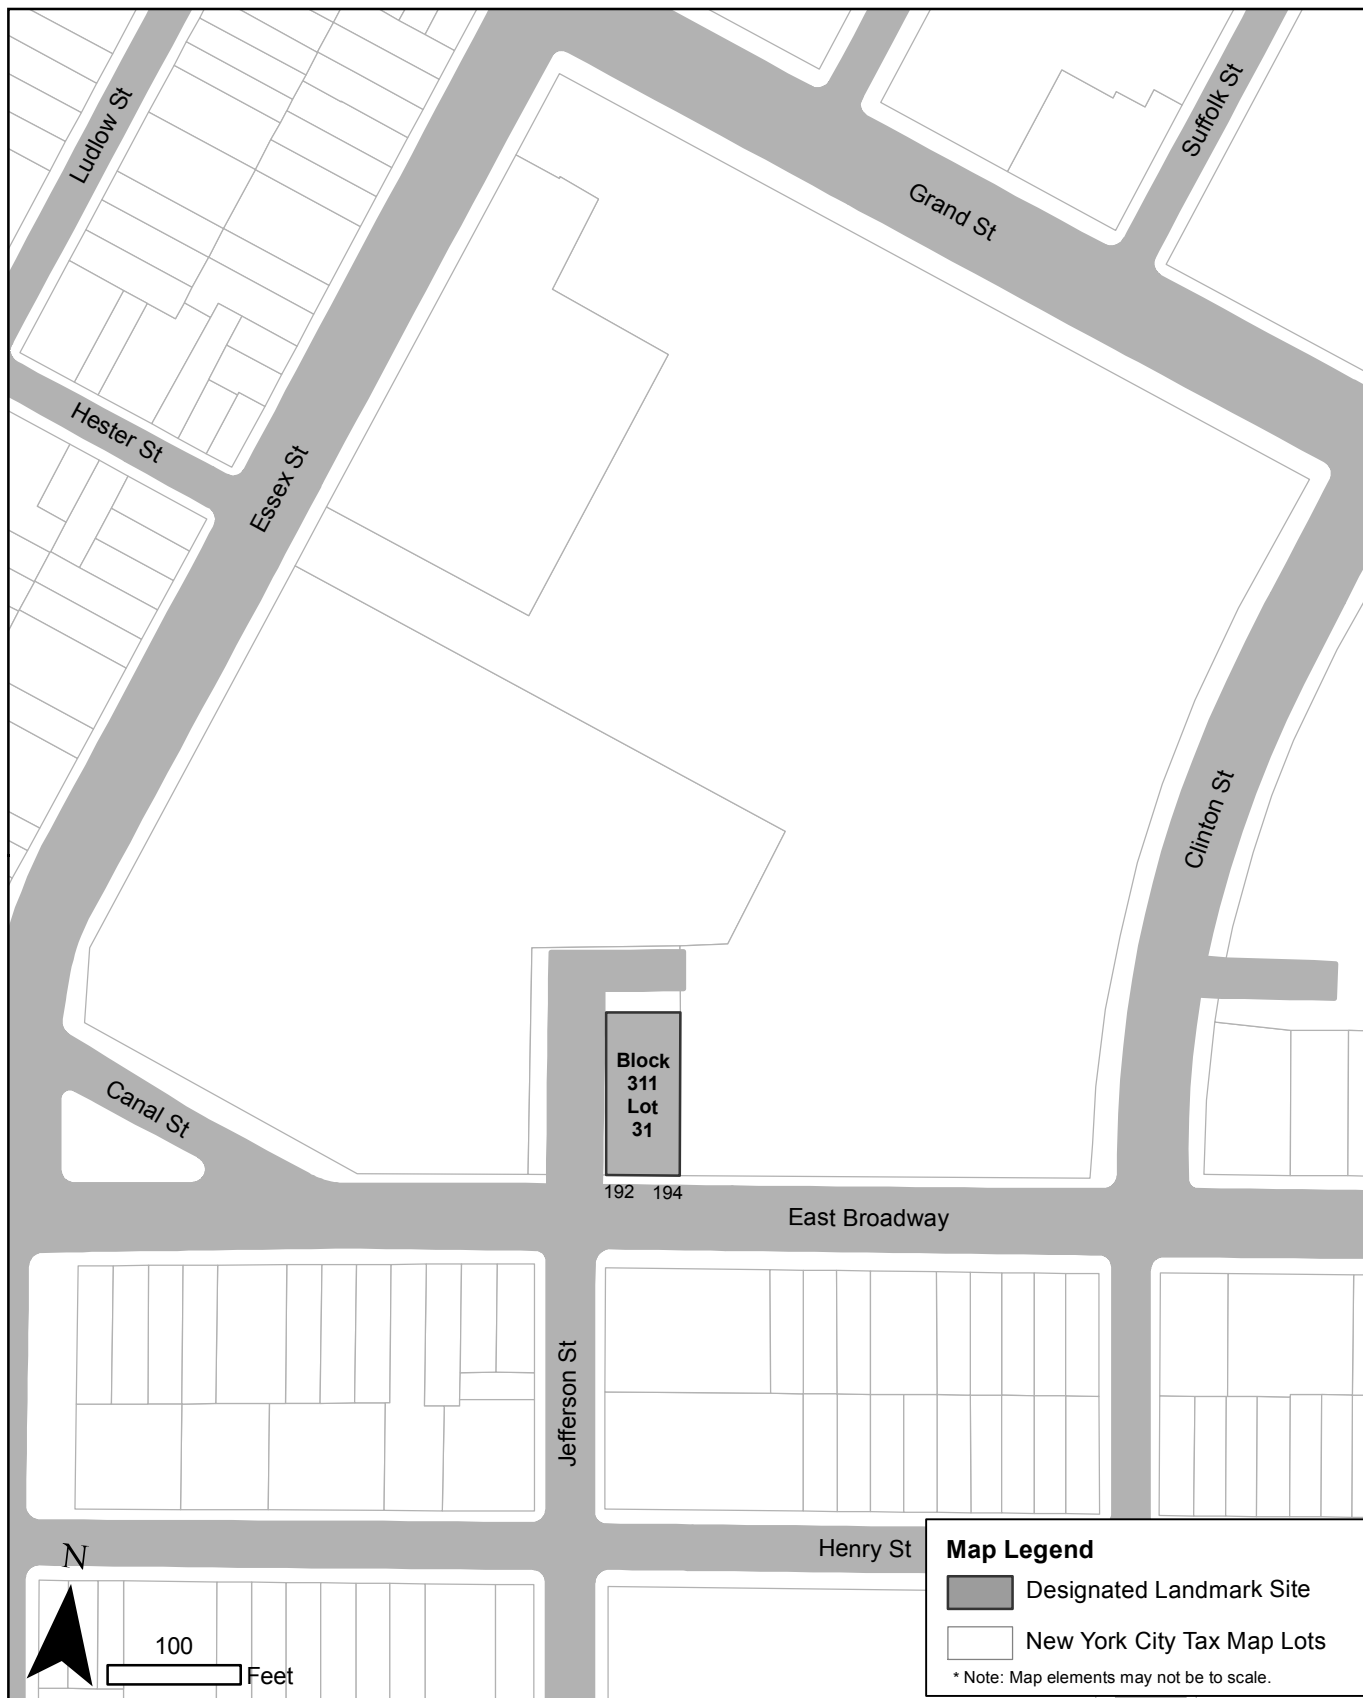 Ludlow St
Suffolk St
Grand St
Hester St
Essex St
Clinton St
Block
311
Lot
31
Canal St
192 194
East Broadway
Jefferson St
Henry St
N
100
Feet
Map Legend
Designated Landmark Site
New York City Tax Map Lots
* Note: Map elements may not be to scale.